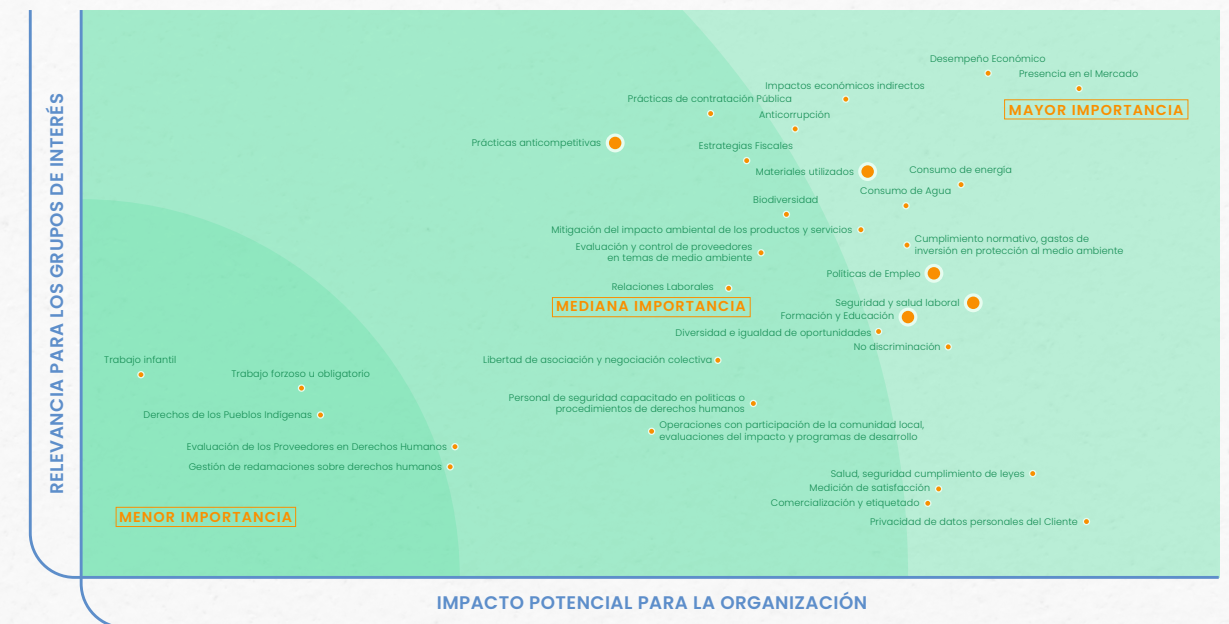 RELEVANCIA PARA LOS GRUPOS DE INTERÉS
Desempeño Económico
Presencia en el Mercado
Impactos económicos indirectos
Prácticas de contratación Pública
MAYOR IMPORTANCIA
Anticorrupción
Prácticas anticompetitivas
Estrategias Fiscales
Materiales utilizados
Consumo de energía
Consumo de Agua
Biodiversidad
Mitigación del impacto ambiental de los productos y servicios
Cumplimiento normativo, gastos de
inversión en protección al medio ambiente
Evaluación y control de proveedores
en temas de medio ambiente
Políticas de Empleo
Relaciones Laborales
MEDIANA IMPORTANCIA
Seguridad y salud laboral
Formación y Educación
Diversidad e igualdad de oportunidades
No discriminación
Libertad de asociación y negociación colectiva
Trabajo infantil
Trabajo forzoso u obligatorio
Personal de seguridad capacitado en políticas o
procedimientos de derechos humanos
Derechos de los Pueblos Indígenas
Operaciones con participación de la comunidad local,
evaluaciones del impacto y programas de desarrollo
Evaluación de los Proveedores en Derechos Humanos
Gestión de redamaciones sobre derechos humanos
Salud, seguridad cumplimiento de leyes
Medición de satisfacción
Comercialización y etiquetado
MENOR IMPORTANCIA
Privacidad de datos personales del Cliente
IMPACTO POTENCIAL PARA LA ORGANIZACIÓN